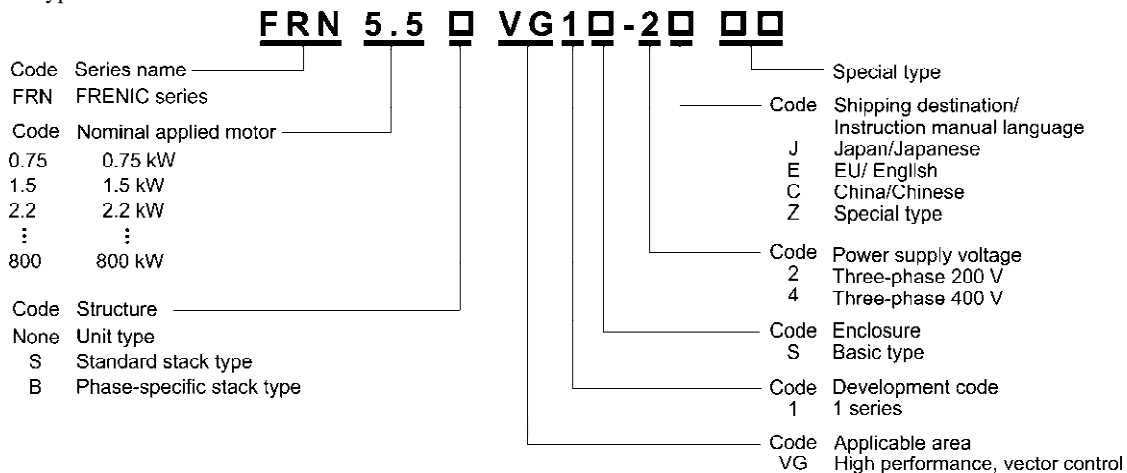 FRN 5.5 □ VG1□-2□ □□
Code Series name
FRN FRENIC series
Code Nominal applied motor
0.75 0.75 kW
1.5 1.5 kW
2.2 2.2 kW
⋮ ⋮
800 800 kW
Code Structure
None Unit type
S Standard stack type
B Phase-specific stack type
Special type
Code Shipping destination/
Instruction manual language
J Japan/Japanese
E EU/ English
C China/Chinese
Z Special type
Code Power supply voltage
2 Three-phase 200 V
4 Three-phase 400 V
Code Enclosure
S Basic type
Code Development code
1 1 series
Code Applicable area
VG High performance, vector control